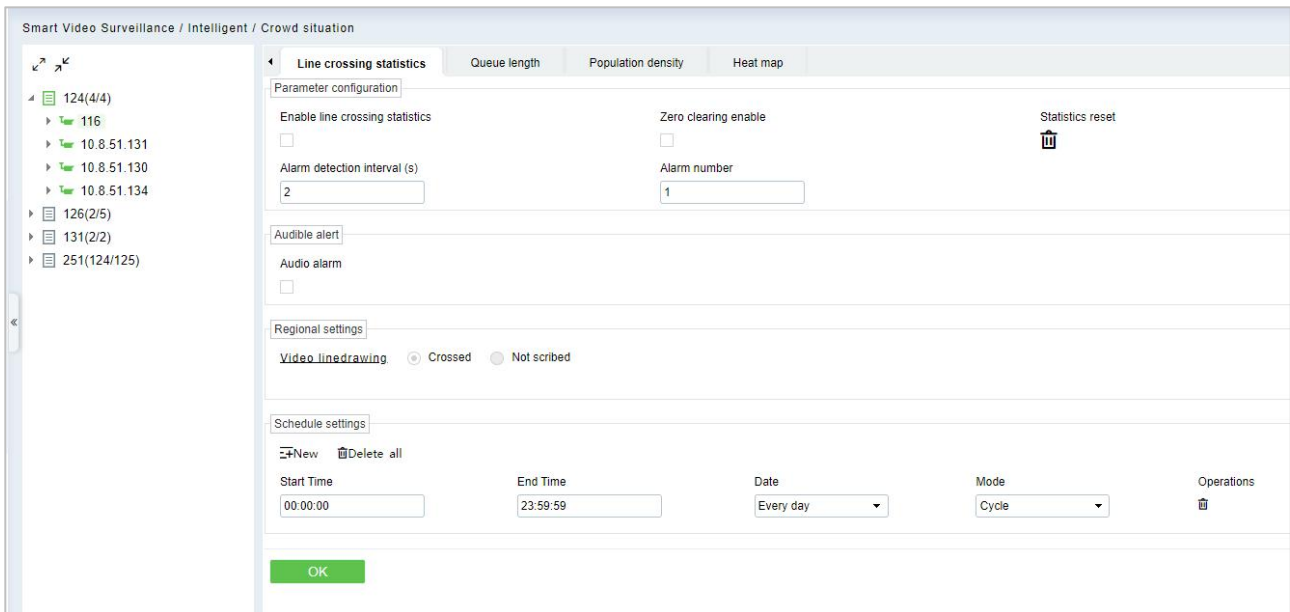 Smart Video Surveillance / Intelligent / Crowd situation
124(4/4)
116
10.8.51.131
10.8.51.130
10.8.51.134
126(2/5)
131(2/2)
251(124/125)
Line crossing statistics Queue length Population density Heat map
Parameter configuration
Enable line crossing statistics Zero clearing enable Statistics reset
Alarm detection interval (s) Alarm number
2 1
Audible alert
Audio alarm
Regional settings
Video linedrawing Crossed Not scribed
Schedule settings
New Delete all
Start Time End Time Date Mode Operations
00:00:00 23:59:59 Every day Cycle
OK